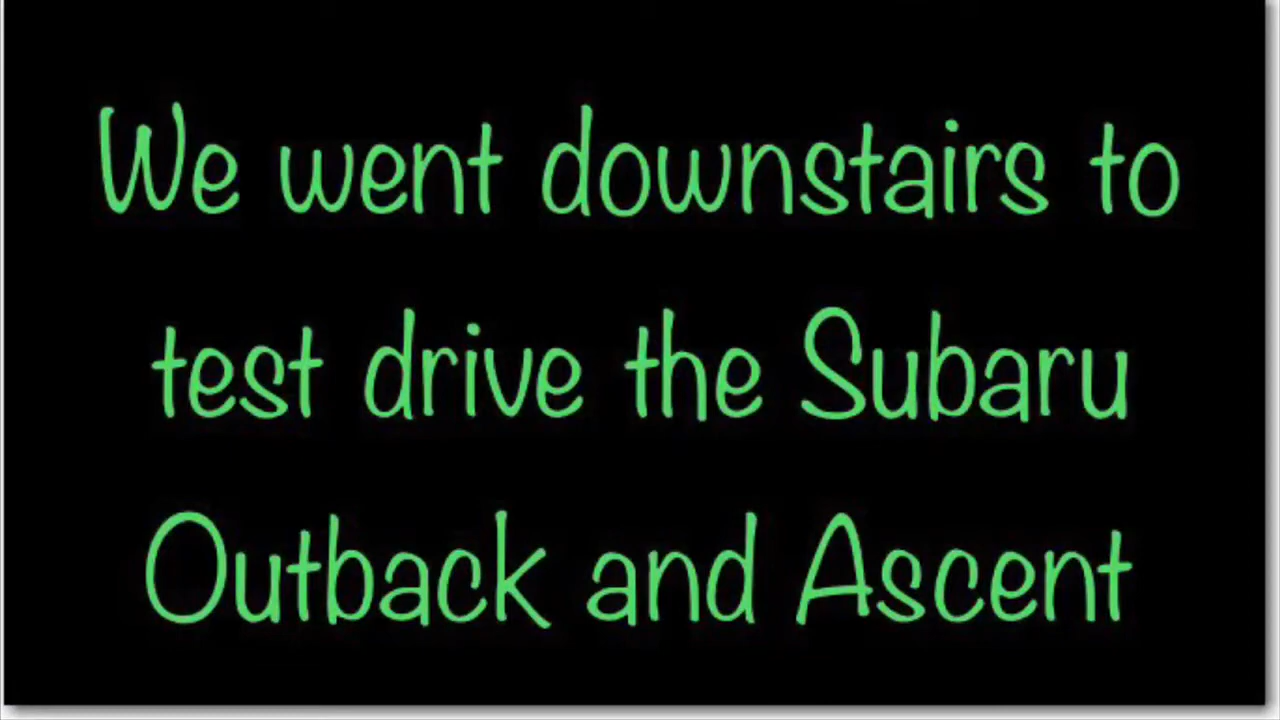 We went downstairs to
test drive the Subaru
Outback and Ascent